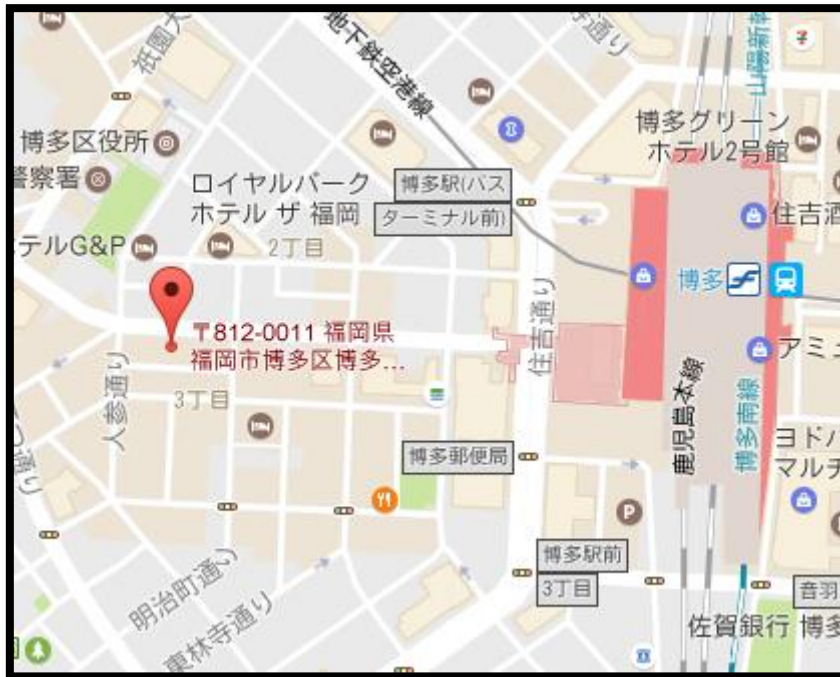 地下鉄空港線
祇園大
博多区役所
警察署
ロイヤルパーク
ホテル ザ 福岡
博多駅(バス
ターミナル前)
博多グリーン
ホテル2号館
山陽新幹
住吉酒
テルG&P
2丁目
博多
〒812-0011 福岡県
福岡市博多区博多...
住吉通り
アミュ
人参通り
3丁目
鹿児島本線
博多南線
ヨドバ
マルチ
博多郵便局
P
博多駅前
3丁目
明治町通り
東林寺通り
音羽
佐賀銀行 博多